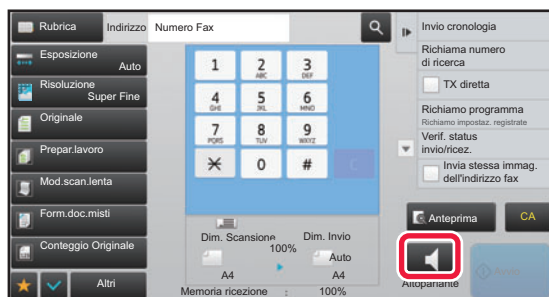 Rubrica
Indirizzo
Numero Fax
Esposizione
Auto
Risoluzione
Super Fine
Originale
Prepar.lavoro
Mod.scan.lenta
Form.doc.misti
Conteggio Originale
Altri
1
2
ABC
3
DEF
4
GHI
5
JKL
6
MNO
7
PQRS
8
TUV
9
WXYZ
0
#
C
Dim. Scansione
100%
Dim. Invio
Auto
A4
A4
Memoria ricezione : 100%
Invio cronologia
Richiama numero
di ricerca
TX diretta
Richiamo programma
Richiamo impostaz. registrate
Verif. status
invio/ricez.
Invia stessa immag.
dell'indirizzo fax
Anteprima
CA
Altoparlante
Avvio